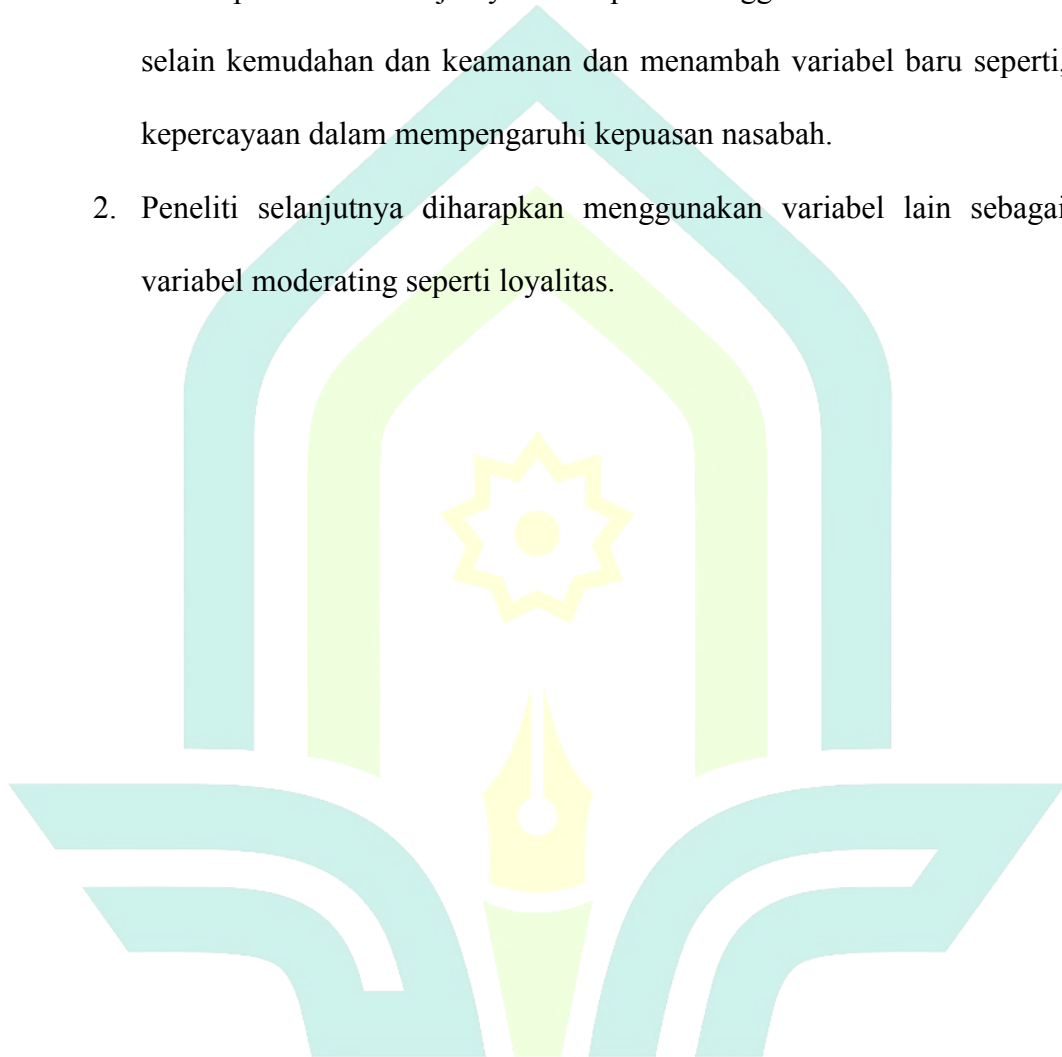 selain kemudahan dan keamanan dan menambah variabel baru seperti,
kepercayaan dalam mempengaruhi kepuasan nasabah.
2. Peneliti selanjutnya diharapkan menggunakan variabel lain sebagai
variabel moderating seperti loyalitas.